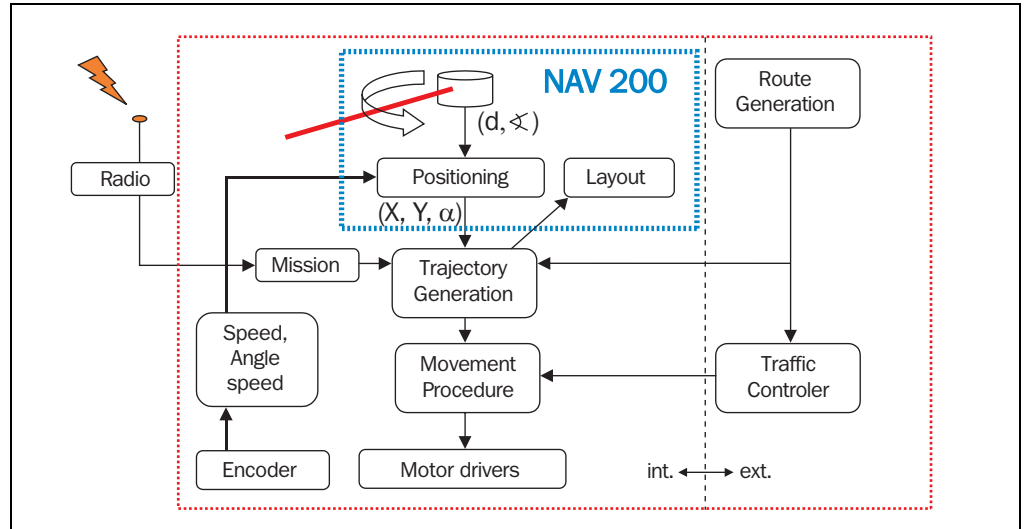 NAV 200
Route
Generation
(d, ∢)
Radio
Positioning
Layout
(X, Y, α)
Mission
Trajectory
Generation
Speed,
Angle
speed
Movement
Procedure
Traffic
Controler
Encoder
Motor drivers
int.
ext.